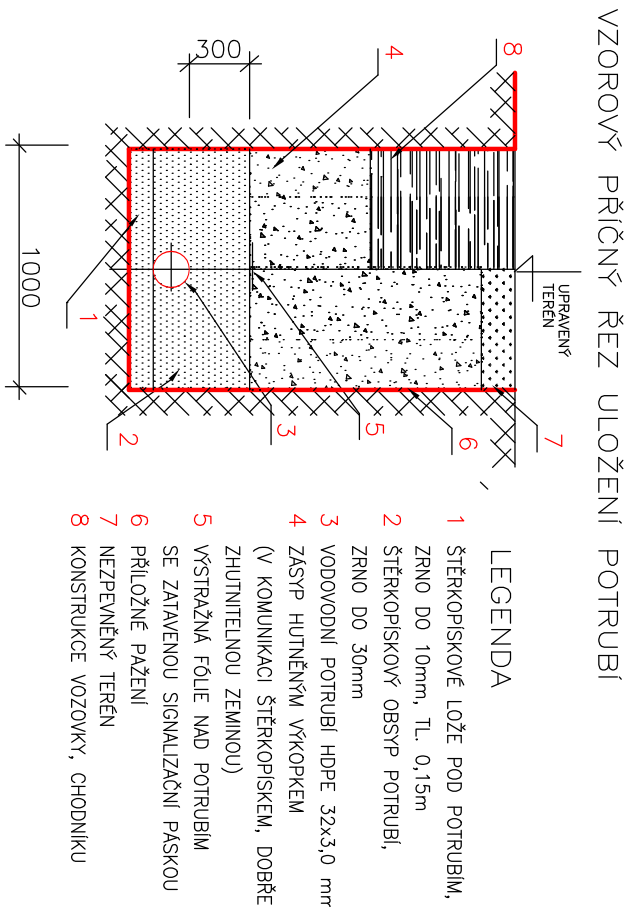 VZOROVÝ PŘÍČNÝ ŘEZ ULOŽENÍ POTRUBÍ
8
4
300
UPRAVENÝ
TERÉN
1000
1
2
3
5
6
7
LEGENDA
1 ŠTĚRKOPÍSKOVÉ LOŽE POD POTRUBÍM,
ZRNO DO 10mm, TL. 0,15m
2 ŠTĚRKOPÍSKOVÝ OBSYP POTRUBÍ,
ZRNO DO 30mm
3 VODOVODNÍ POTRUBÍ HDPE 32x3,0 mm
4 ZÁSYP HUTNĚNÝM VÝKOPKEM
(V KOMUNIKACI ŠTĚRKOPÍSKEM, DOBŘE
ZHUTNITELNOU ZEMINOU)
5 VÝSTRAŽNÁ FÓLIE NAD POTRUBÍM
SE ZATAVENOU SIGNALIZAČNÍ PÁSKOU
6 PŘÍLOŽNÉ PAŽENÍ
7 NEZPEVNĚNÝ TERÉN
8 KONSTRUKCE VOZOVKY, CHODNÍKU